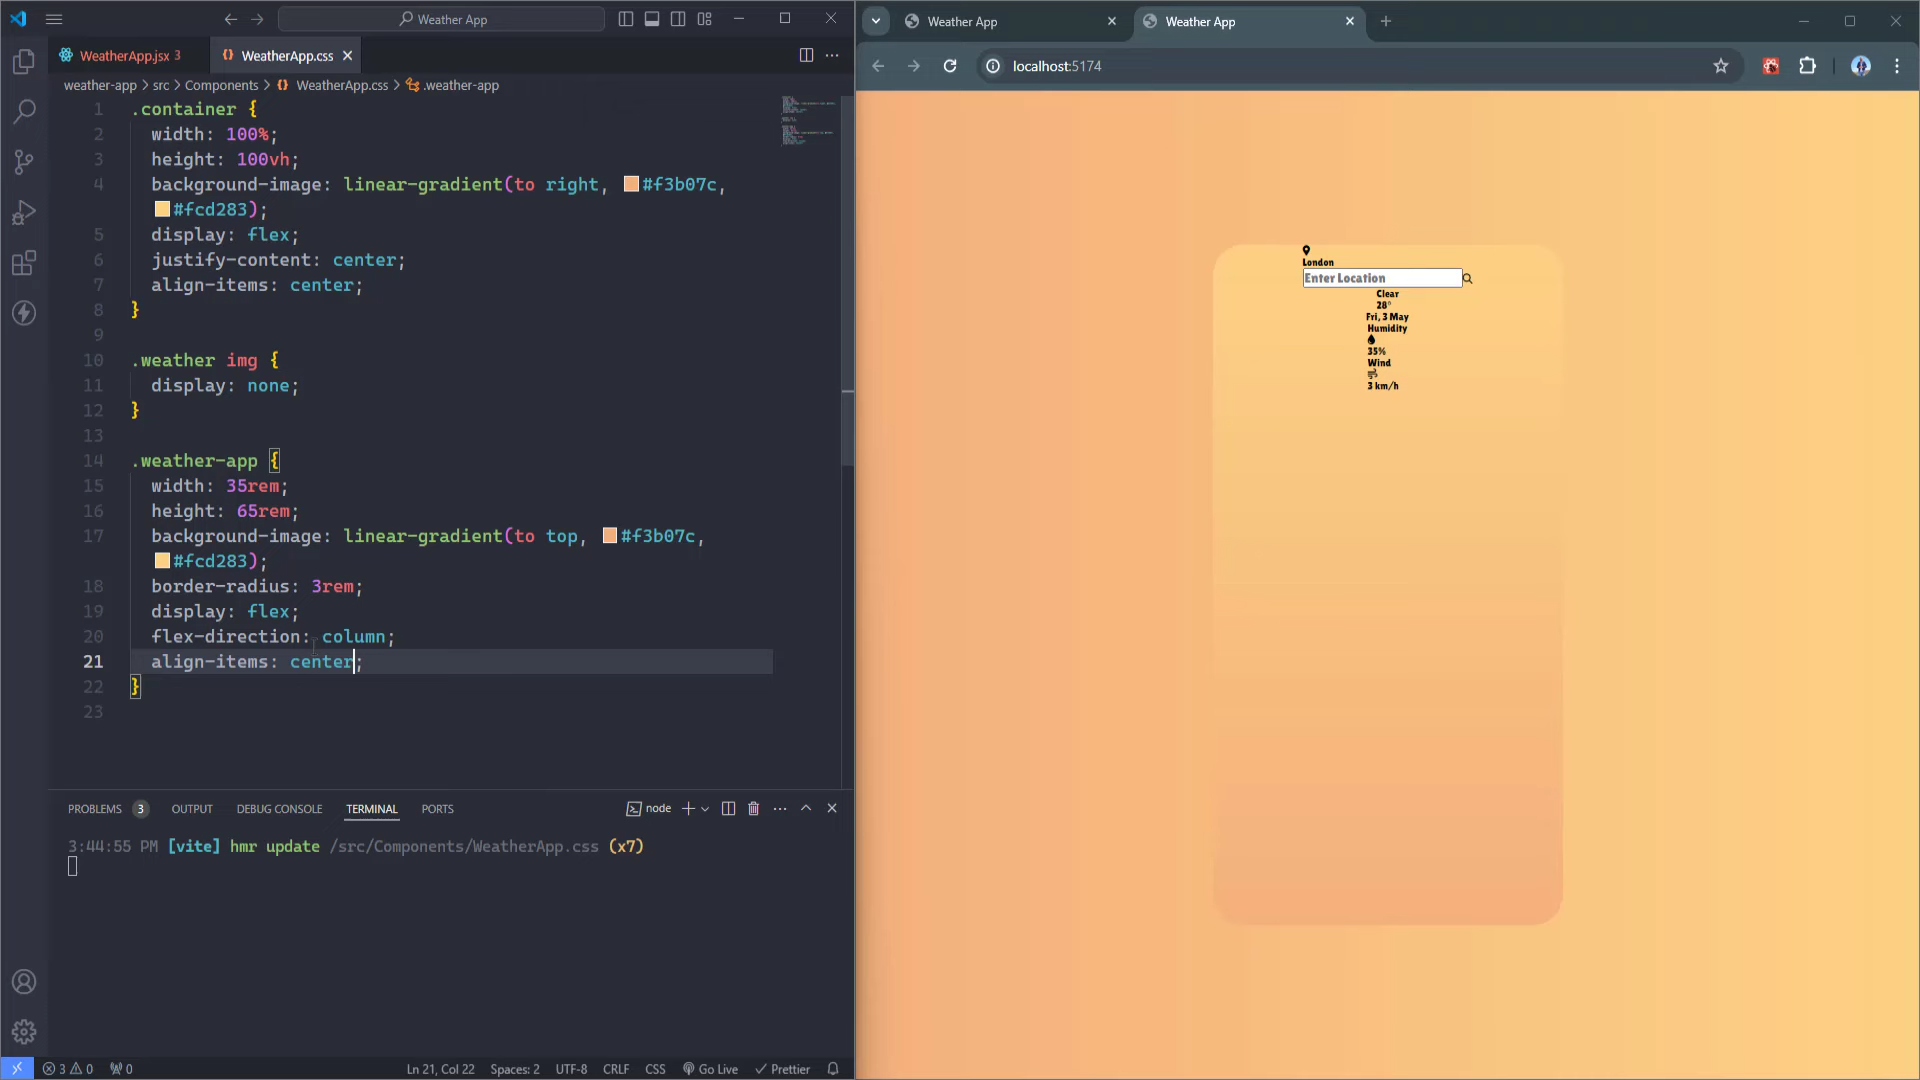 Weather App
WeatherApp.jsx 3
WeatherApp.css
weather-app > src > Components > WeatherApp.css > .weather-app
1 .container {
2 width: 100%;
3 height: 100vh;
4 background-image: linear-gradient(to right, #f3b07c,
#fcd283);
5 display: flex;
6 justify-content: center;
7 align-items: center;
8 }
9
10 .weather img {
11 display: none;
12 }
13
14 .weather-app {
15 width: 35rem;
16 height: 65rem;
17 background-image: linear-gradient(to top, #f3b07c,
#fcd283);
18 border-radius: 3rem;
19 display: flex;
20 flex-direction: column;
21 align-items: center;
22 }
23
PROBLEMS 3 OUTPUT DEBUG CONSOLE TERMINAL PORTS node
3:44:55 PM [vite] hmr update /src/Components/WeatherApp.css (x7)
3 0 0 Ln 21, Col 22 Spaces: 2 UTF-8 CRLF CSS Go Live Prettier
Weather App
Weather App
localhost:5174
London
Enter Location
Clear
28°
Fri, 3 May
Humidity
35%
Wind
3 km/h